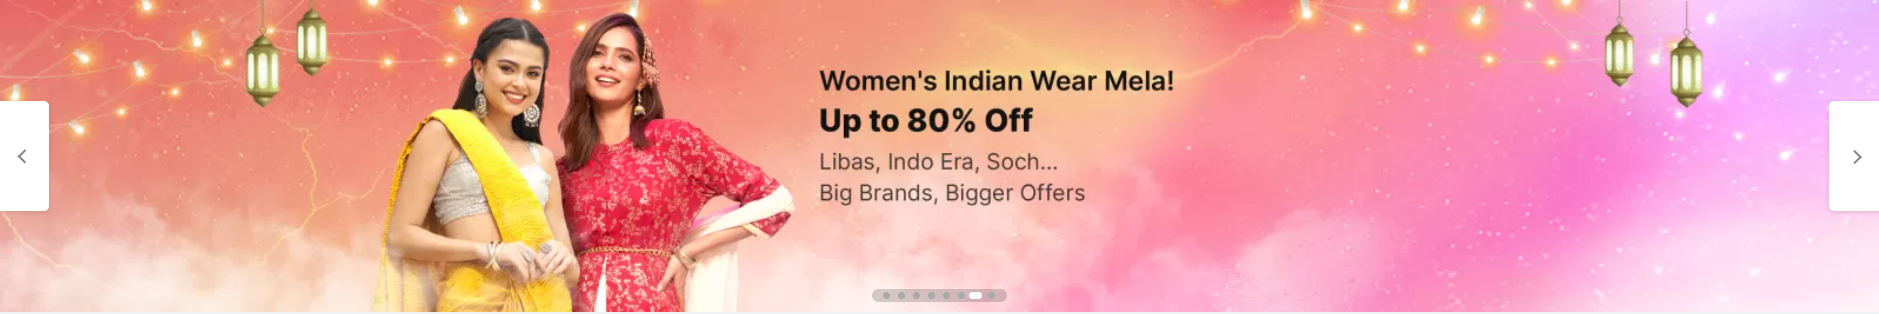 Women's Indian Wear Mela!
Up to 80% Off
Libas, Indo Era, Soch...
Big Brands, Bigger Offers